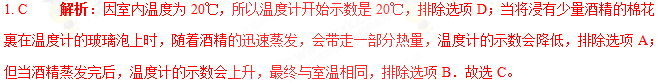 1. C 解析：因室内温度为 20℃，所以温度计开始示数是 20℃，排除选项 D；当将浸有少量酒精的棉花
裹在温度计的玻璃泡上时，随着酒精的迅速蒸发，会带走一部分热量，温度计的示数会降低，排除选项 A；
但当酒精蒸发完后，温度计的示数会上升，最终与室温相同，排除选项 B．故选 C。